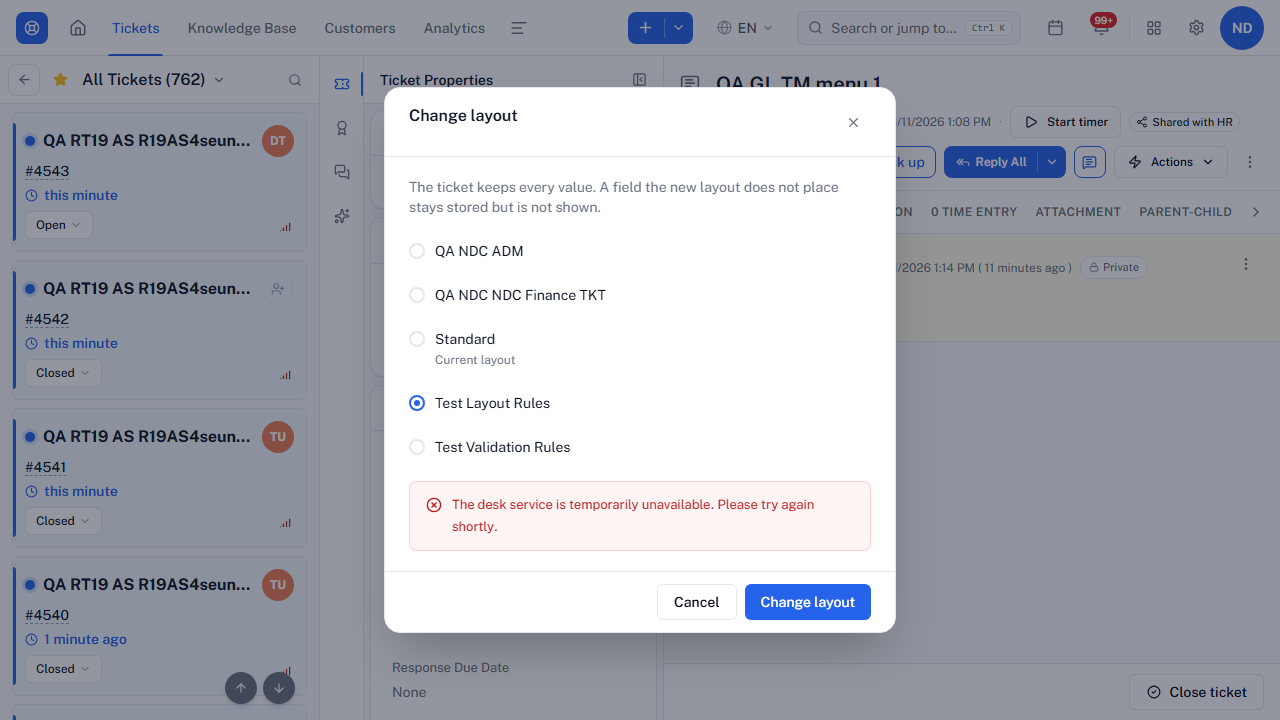 Tickets
Knowledge Base
Customers
Analytics
EN
Search or jump to...
Ctrl K
99+
ND
All Tickets (762)
QA RT19 AS R19AS4seun...
DT
#4543
this minute
Open
QA RT19 AS R19AS4seun...
#4542
this minute
Closed
QA RT19 AS R19AS4seun...
TU
#4541
this minute
Closed
QA RT19 AS R19AS4seun...
TU
#4540
1 minute ago
Closed
Ticket Properties
Response Due Date
None
QA GL TM menu 1
/11/2026 1:08 PM ·
Start timer
Shared with HR
k up
Reply All
Actions
ON
0 TIME ENTRY
ATTACHMENT
PARENT-CHILD
/2026 1:14 PM ( 11 minutes ago )
Private
Close ticket
Change layout
The ticket keeps every value. A field the new layout does not place
stays stored but is not shown.
QA NDC ADM
QA NDC NDC Finance TKT
Standard
Current layout
Test Layout Rules
Test Validation Rules
The desk service is temporarily unavailable. Please try again
shortly.
Cancel
Change layout